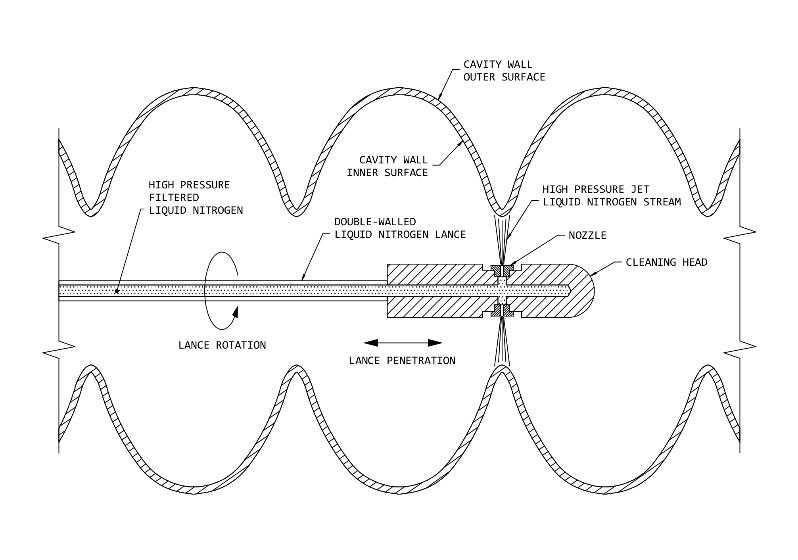 CAVITY WALL
OUTER SURFACE
CAVITY WALL
INNER SURFACE
HIGH PRESSURE
FILTERED
LIQUID NITROGEN
HIGH PRESSURE JET
LIQUID NITROGEN STREAM
DOUBLE-WALLED
LIQUID NITROGEN LANCE
NOZZLE
CLEANING HEAD
LANCE ROTATION
LANCE PENETRATION